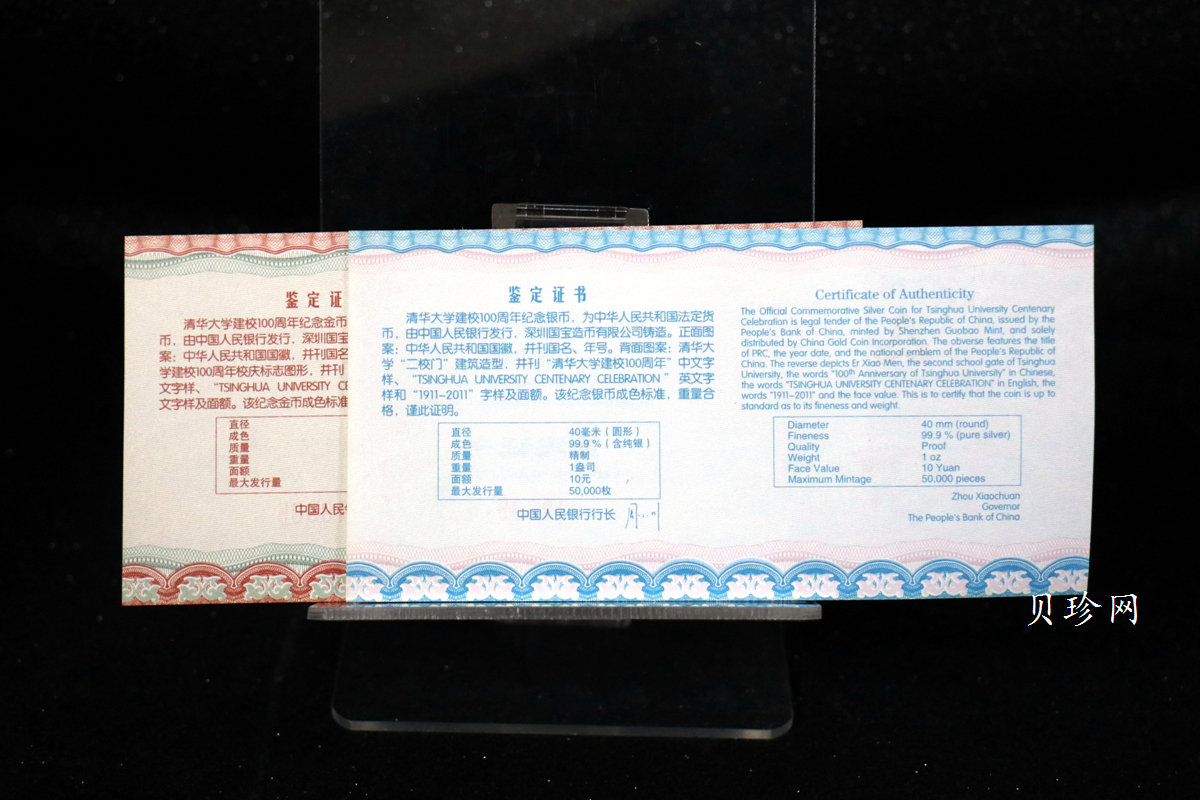 鉴 定 证
清华大学建校100周年纪念金币
币，由中国人民银行发行，深圳国宝
案：中华人民共和国国徽，并刊国名
学建校100周年校庆标志图形，并刊
文字样、“TSINGHUA UNIVERSITY CE
文字样及面额。该纪念金币成色标准
直径
成色
质量
重量
面额
最大发行量
中国人民
鉴 定 证 书
清华大学建校100周年纪念银币，为中华人民共和国法定货
币，由中国人民银行发行，深圳国宝造币有限公司铸造。正面图
案：中华人民共和国国徽，并刊国名、年号。背面图案：清华大
学“二校门”建筑造型，并刊“清华大学建校100周年”中文字
样、“TSINGHUA UNIVERSITY CENTENARY CELEBRATION”英文字
样和“1911-2011”字样及面额。该纪念银币成色标准，重量合
格，谨此证明。
直径 40毫米（圆形）
成色 99.9％（含纯银）
质量 精制
重量 1盎司
面额 10元
最大发行量 50,000枚
中国人民银行行长
Certificate of Authenticity
The Official Commemorative Silver Coin for Tsinghua University Centenary
Celebration is legal tender of the People's Republic of China, issued by the
People's Bank of China, minted by Shenzhen Guobao Mint, and solely
distributed by China Gold Coin Incorporation. The obverse features the title
of PRC, the year date, and the national emblem of the People's Republic of
China. The reverse depicts Er Xiao Men, the second school gate of Tsinghua
University, the words "100th Anniversary of Tsinghua University" in Chinese,
the words "TSINGHUA UNIVERSITY CENTENARY CELEBRATION" in English, the
words "1911-2011" and the face value. This is to certify that the coin is up to
standard as to its fineness and weight.
Diameter 40 mm (round)
Fineness 99.9 % (pure silver)
Quality Proof
Weight 1 oz
Face Value 10 Yuan
Maximum Mintage 50,000 pieces
Zhou Xiaochuan
Governor
The People's Bank of China
贝珍网